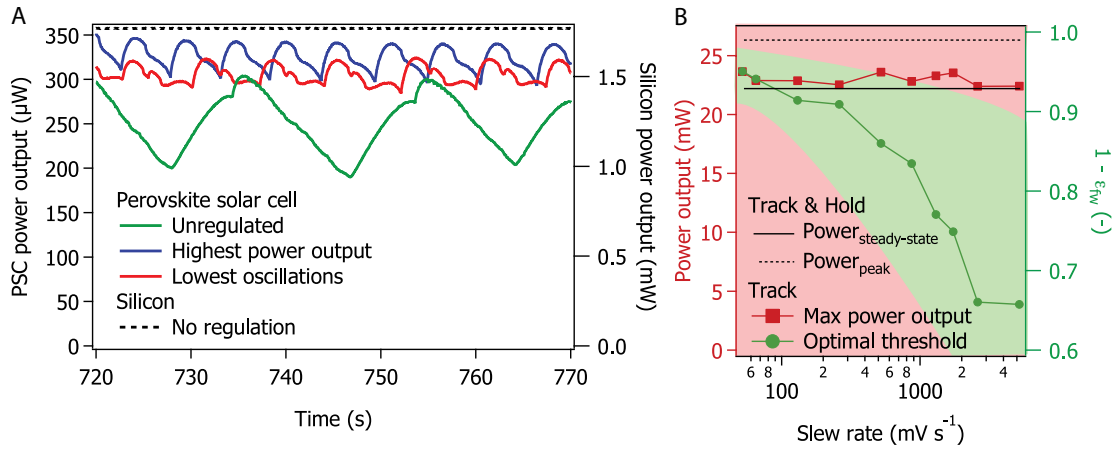 A
PSC power output (µW)
350
300
250
200
150
100
50
0
Perovskite solar cell
Unregulated
Highest power output
Lowest oscillations
Silicon
No regulation
720
730
740
750
760
770
Time (s)
1.5
1.0
0.5
0.0
Silicon power output (mW)
B
Power output (mW)
25
20
15
10
5
0
Track & Hold
Power_steady-state
Power_peak
Track
Max power output
Optimal threshold
1.0
0.9
0.8
0.7
0.6
1 - ε_fw (-)
6 8 100 2 4 6 8 1000 2 4
Slew rate (mV s⁻¹)